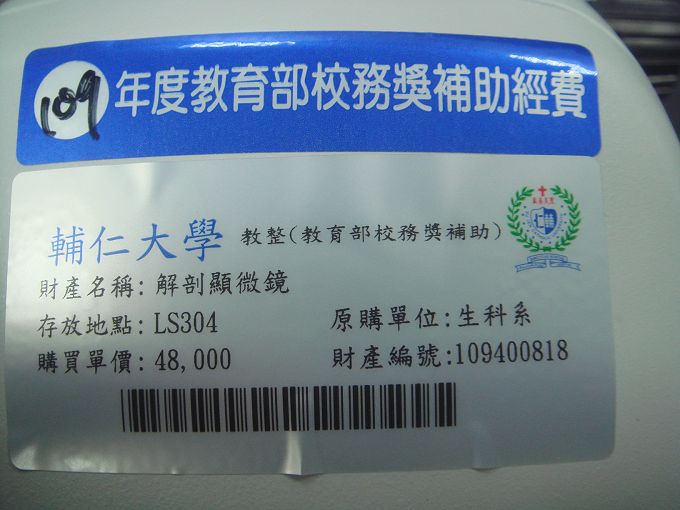 109年度教育部校務獎補助經費
輔仁大學 教整(教育部校務獎補助)
財產名稱: 解剖顯微鏡
存放地點: LS304 原購單位:生科系
購買單價: 48,000 財產編號:109400818